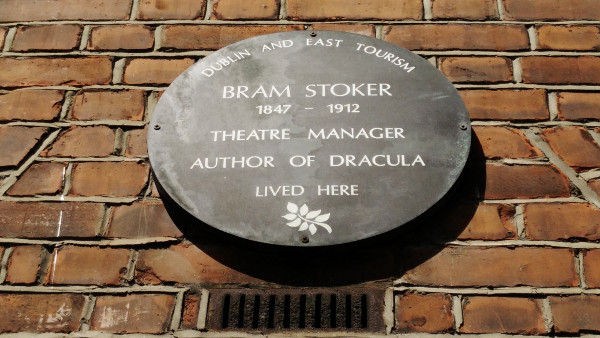 DUBLIN AND EAST TOURISM
BRAM STOKER
1847 – 1912
THEATRE MANAGER
AUTHOR OF DRACULA
LIVED HERE